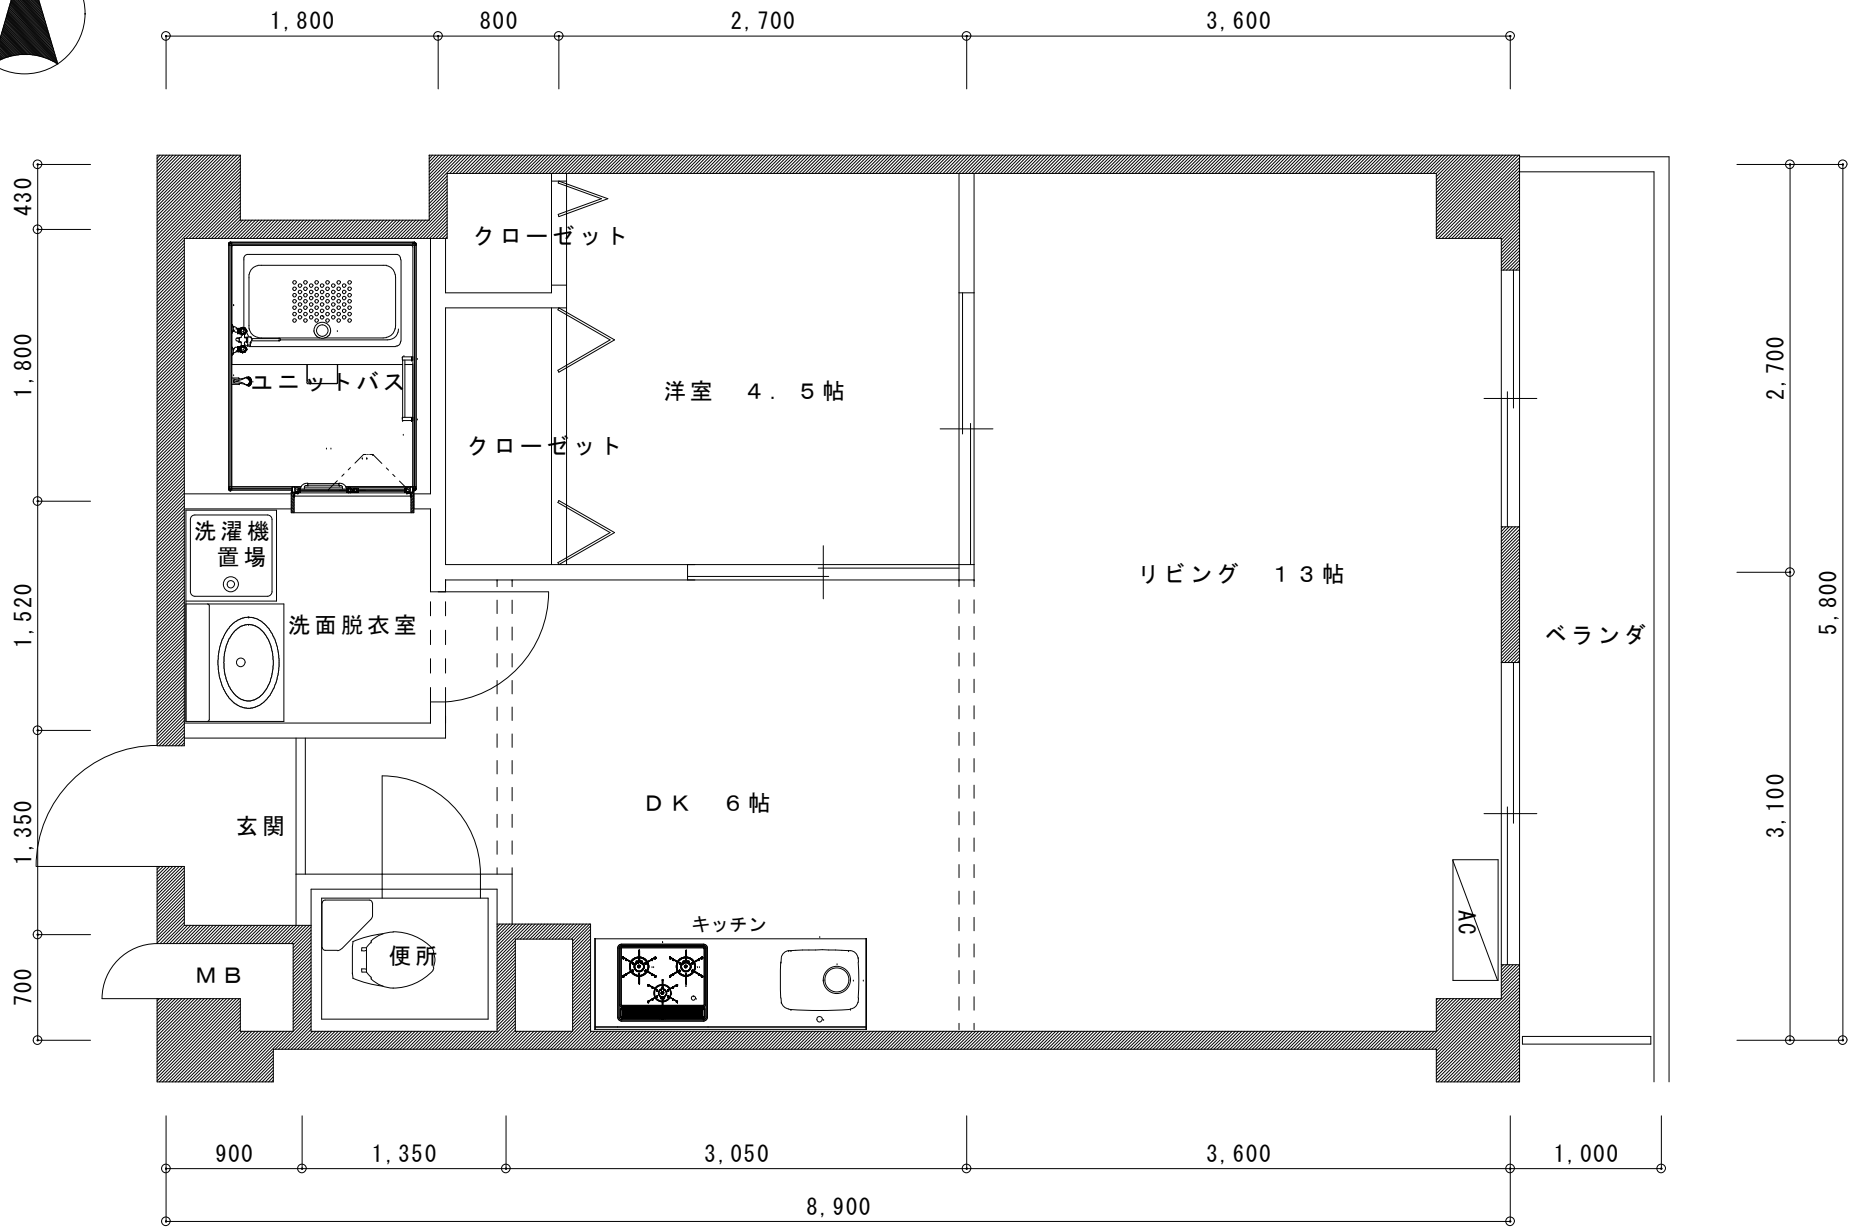 1,800
800
2,700
3,600
430
1,800
1,520
1,350
700
クローゼット
ユニットバス
洋室 4.5帖
クローゼット
洗濯機
置場
洗面脱衣室
リビング 13帖
ベランダ
玄関
DK 6帖
キッチン
便所
MB
AC
2,700
3,100
5,800
900
1,350
3,050
3,600
1,000
8,900